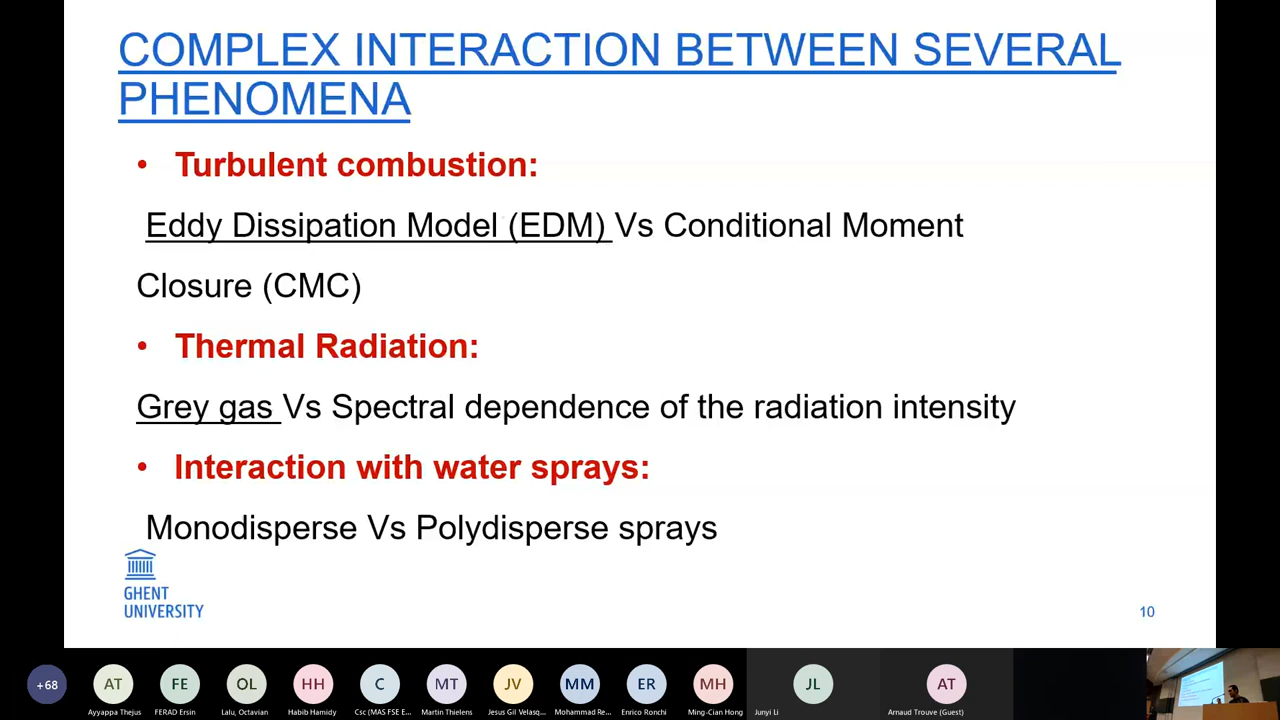 COMPLEX INTERACTION BETWEEN SEVERAL
PHENOMENA
• Turbulent combustion:
Eddy Dissipation Model (EDM) Vs Conditional Moment
Closure (CMC)
• Thermal Radiation:
Grey gas Vs Spectral dependence of the radiation intensity
• Interaction with water sprays:
Monodisperse Vs Polydisperse sprays
GHENT
UNIVERSITY
10
+68 AT FE OL HH C MT JV MM ER MH JL AT
Ayyappa Thejus FERAD Ersin Lalu, Octavian Habib Hamidy Csc (MAS FSE E... Martin Thielens Jesus Gil Velasq... Mohammad Re... Enrico Ronchi Ming-Cian Hong Junyi Li Arnaud Trouve (Guest)